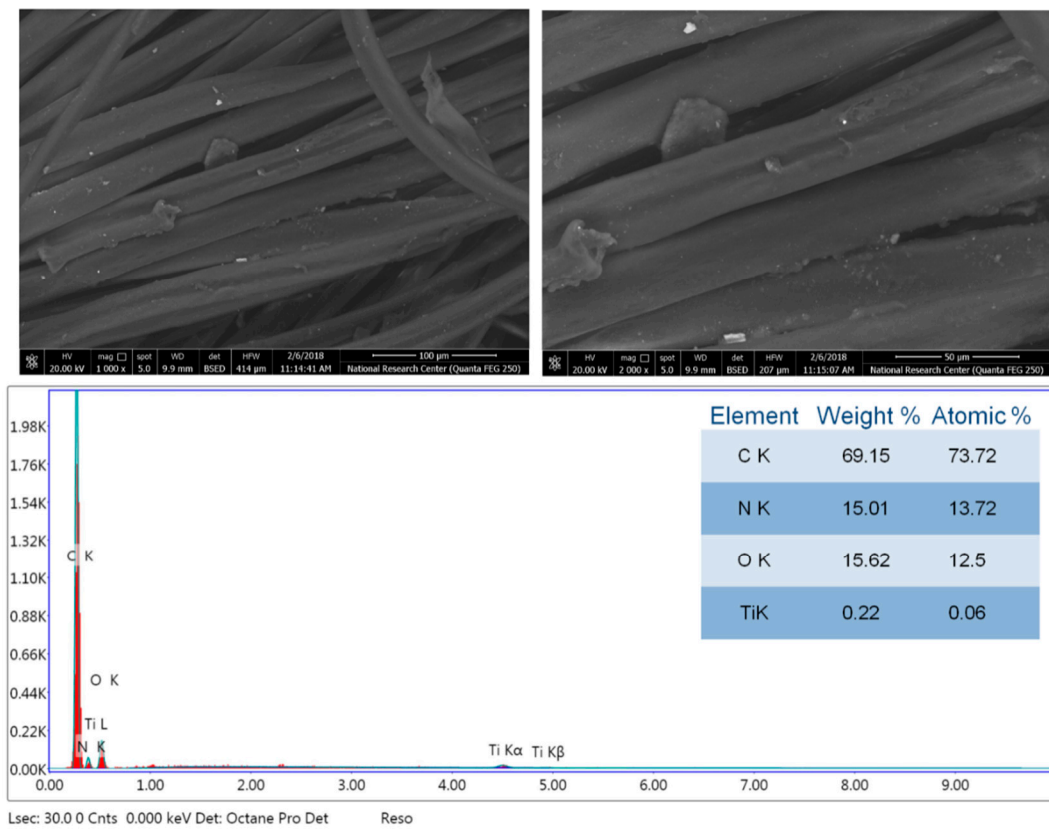 HV mag □ spot WD det HFW 2/6/2018 100 µm
20.00 kV 1 000 x 5.0 9.9 mm BSED 414 µm 11:14:41 AM National Research Center (Quanta FEG 250)
HV mag □ spot WD det HFW 2/6/2018 50 µm
20.00 kV 2 000 x 5.0 9.9 mm BSED 207 µm 11:15:07 AM National Research Center (Quanta FEG 250)
Element Weight % Atomic %
C K 69.15 73.72
N K 15.01 13.72
O K 15.62 12.5
TiK 0.22 0.06
1.98K
1.76K
1.54K
1.32K
1.10K
0.88K
0.66K
0.44K
0.22K
0.00K
C K
O K
Ti L
N K
Ti Kα Ti Kβ
0.00 1.00 2.00 3.00 4.00 5.00 6.00 7.00 8.00 9.00
Lsec: 30.0 0 Cnts 0.000 keV Det: Octane Pro Det Reso